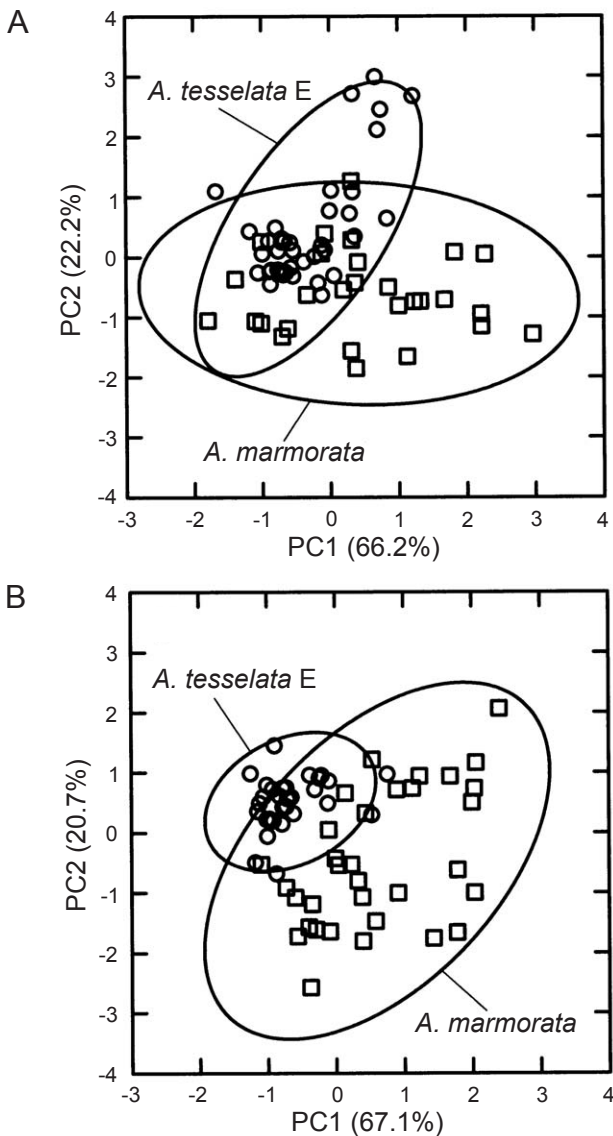 A
4
3
2
1
0
-1
-2
-3
-4
PC2 (22.2%)
A. tesselata E
A. marmorata
-3 -2 -1 0 1 2 3 4
PC1 (66.2%)
B
4
3
2
1
0
-1
-2
-3
-4
PC2 (20.7%)
A. tesselata E
A. marmorata
-3 -2 -1 0 1 2 3 4
PC1 (67.1%)